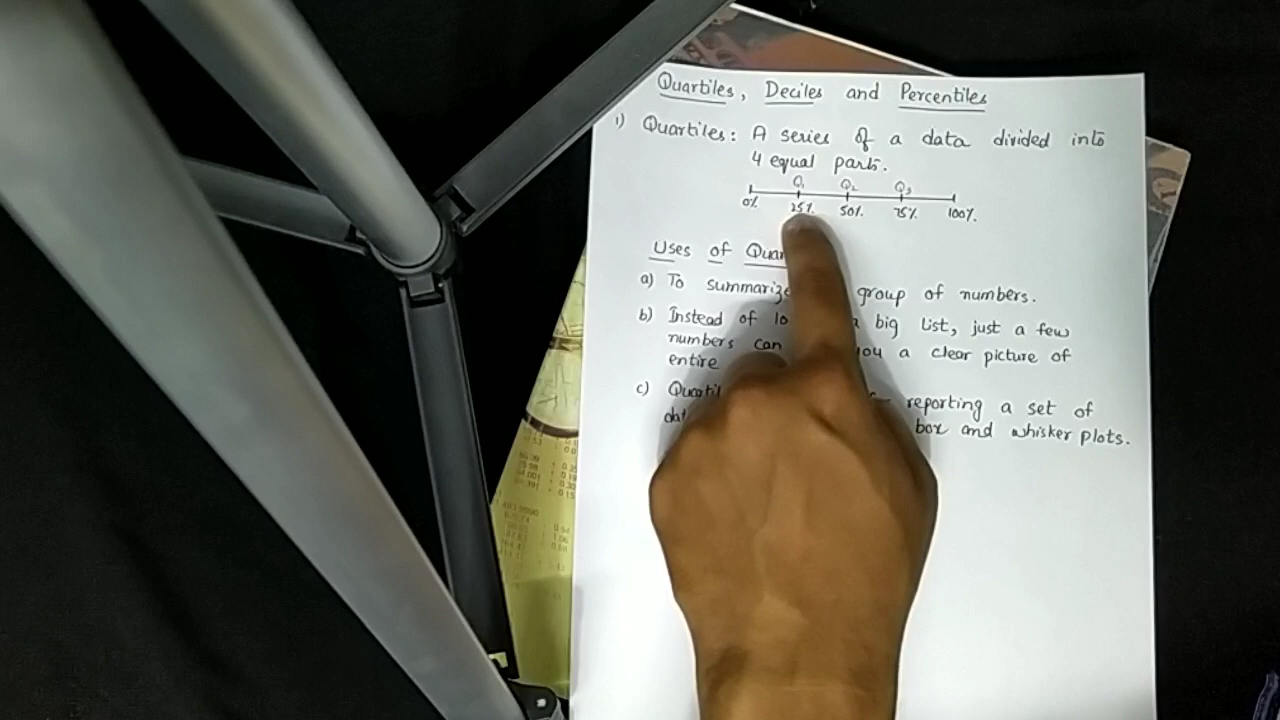 Quartiles, Deciles and Percentiles
1) Quartiles: A series of a data divided into
4 equal parts.
Q1 Q2 Q3
0% 25% 50% 75% 100%
Uses of
a) To summarize group of numbers.
b) Instead of big list, just a few
numbers can you a clear picture of
entire
c) reporting a set of
box and whisker plots.